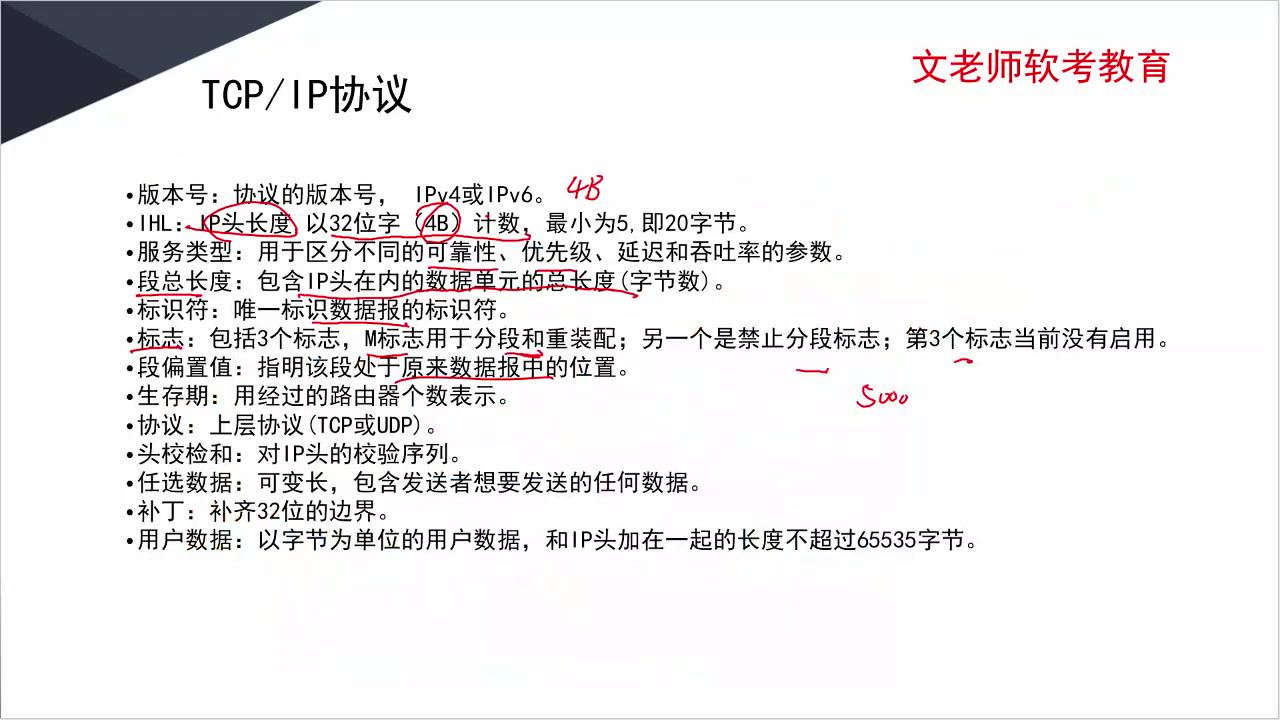 文老师软考教育
TCP/IP协议
•版本号：协议的版本号， IPv4或IPv6。 4B
•IHL：IP头长度 以32位字（4B）计数，最小为5,即20字节。
•服务类型：用于区分不同的可靠性、优先级、延迟和吞吐率的参数。
•段总长度：包含IP头在内的数据单元的总长度(字节数)。
•标识符：唯一标识数据报的标识符。
•标志：包括3个标志，M标志用于分段和重装配；另一个是禁止分段标志；第3个标志当前没有启用。
•段偏置值：指明该段处于原来数据报中的位置。
•生存期：用经过的路由器个数表示。 5000
•协议：上层协议(TCP或UDP)。
•头校检和：对IP头的校验序列。
•任选数据：可变长，包含发送者想要发送的任何数据。
•补丁：补齐32位的边界。
•用户数据：以字节为单位的用户数据，和IP头加在一起的长度不超过65535字节。